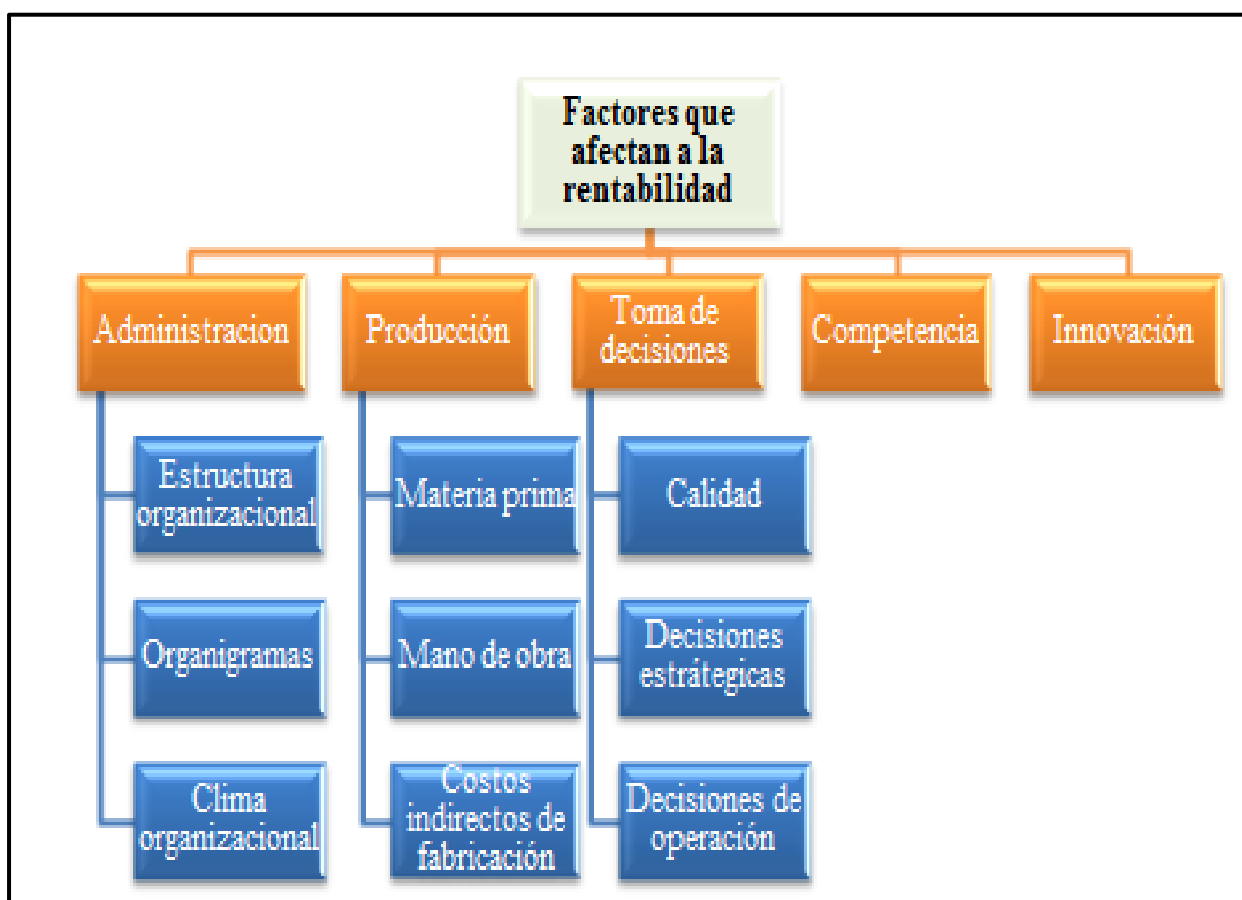 Factores que
afectan a la
rentabilidad
Administracion
Producción
Toma de
decisiones
Competencia
Innovación
Estructura
organizacional
Materia prima
Calidad
Organigramas
Mano de obra
Decisiones
estrátegicas
Clima
organizacional
Costos
indirectos de
fabricación
Decisiones de
operación